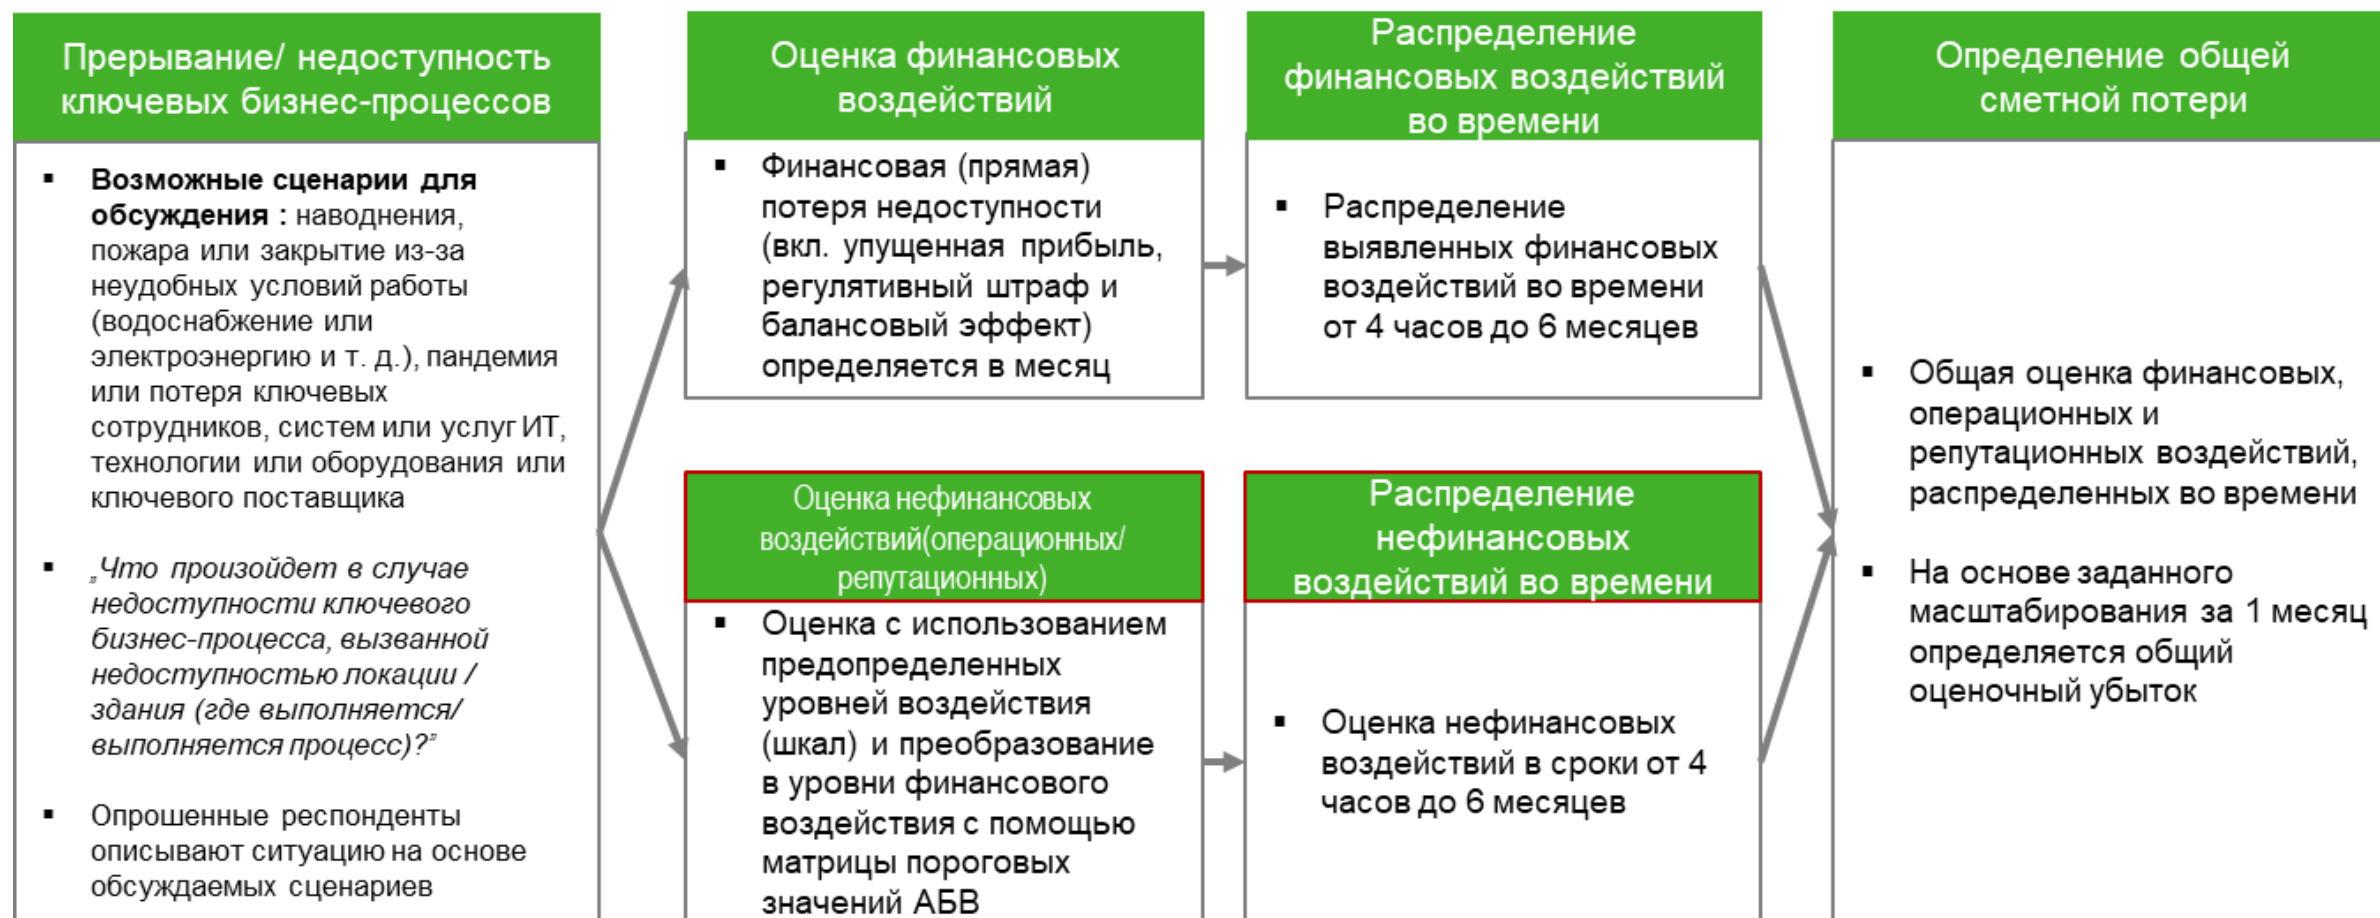 Прерывание/ недоступность
ключевых бизнес-процессов
▪ Возможные сценарии для
обсуждения : наводнения,
пожара или закрытие из-за
неудобных условий работы
(водоснабжение или
электроэнергию и т. д.), пандемия
или потеря ключевых
сотрудников, систем или услуг ИТ,
технологии или оборудования или
ключевого поставщика
▪ „Что произойдет в случае
недоступности ключевого
бизнес-процесса, вызванной
недоступностью локации /
здания (где выполняется/
выполняется процесс)?”
▪ Опрошенные респонденты
описывают ситуацию на основе
обсуждаемых сценариев
Оценка финансовых
воздействий
▪ Финансовая (прямая)
потеря недоступности
(вкл. упущенная прибыль,
регулятивный штраф и
балансовый эффект)
определяется в месяц
Распределение
финансовых воздействий
во времени
▪ Распределение
выявленных финансовых
воздействий во времени
от 4 часов до 6 месяцев
Оценка нефинансовых
воздействий(операционных/
репутационных)
▪ Оценка с использованием
предопределенных
уровней воздействия
(шкал) и преобразование
в уровни финансового
воздействия с помощью
матрицы пороговых
значений АБВ
Распределение
нефинансовых
воздействий во времени
▪ Оценка нефинансовых
воздействий в сроки от 4
часов до 6 месяцев
Определение общей
сметной потери
▪ Общая оценка финансовых,
операционных и
репутационных воздействий,
распределенных во времени
▪ На основе заданного
масштабирования за 1 месяц
определяется общий
оценочный убыток